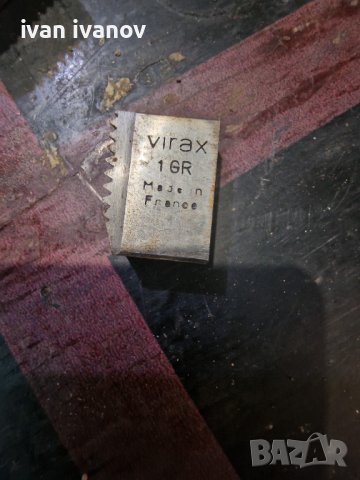 ivan ivanov
virax
1GR
Made in
France
BAZAR